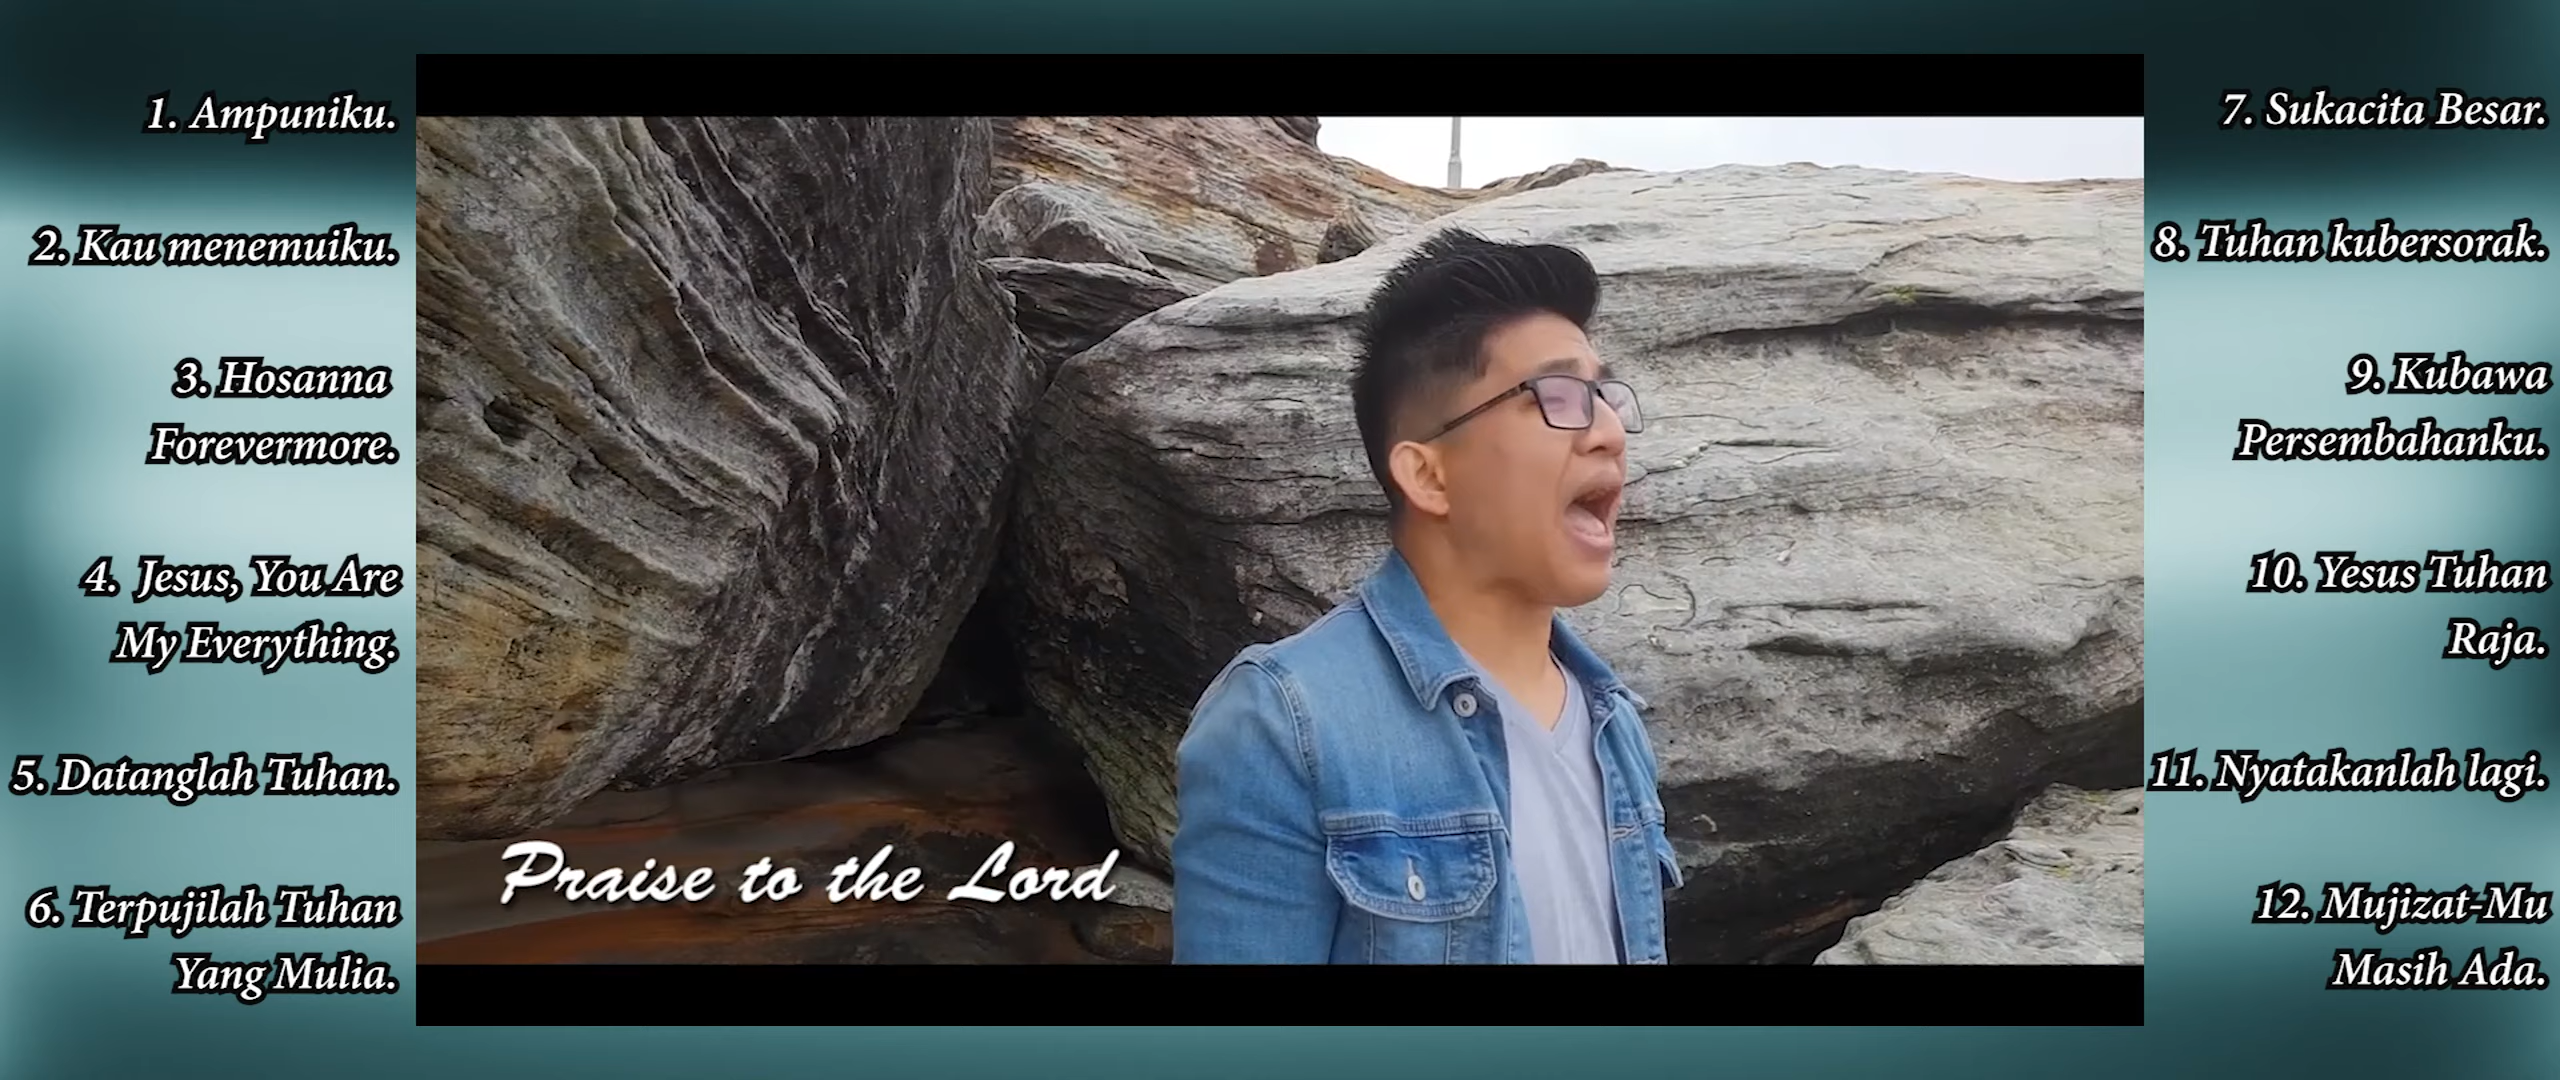 1. Ampuniku.
2. Kau menemuiku.
3. Hosanna
Forevermore.
4. Jesus, You Are
My Everything.
5. Datanglah Tuhan.
6. Terpujilah Tuhan
Yang Mulia.
Praise to the Lord
7. Sukacita Besar.
8. Tuhan kubersorak.
9. Kubawa
Persembahanku.
10. Yesus Tuhan
Raja.
11. Nyatakanlah lagi.
12. Mujizat-Mu
Masih Ada.